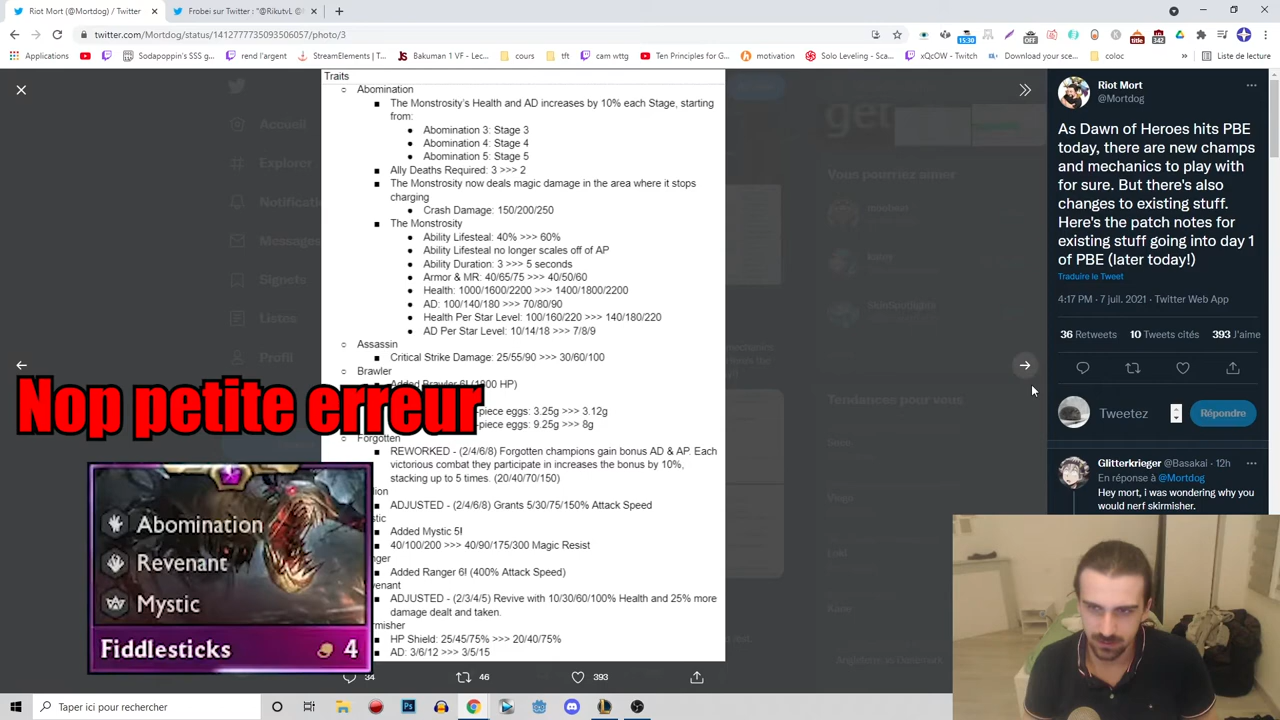 Riot Mort (@Mortdog) / Twitter
Frobei sur Twitter : "@RikutvL @
twitter.com/Mortdog/status/1412777735093506057/photo/3
Applications
Sodapoppin's SSS g...
rend l'argent
StreamElements | T...
Bakuman 1 VF - Lec...
cours
tft
cam wttg
Ten Principles for G...
motivation
Solo Leveling - Sca...
xQcOW - Twitch
Download your scre...
coloc
Liste de lecture
Traits
Abomination
The Monstrosity's Health and AD increases by 10% each Stage, starting
from:
Abomination 3: Stage 3
Abomination 4: Stage 4
Abomination 5: Stage 5
Ally Deaths Required: 3 >>> 2
The Monstrosity now deals magic damage in the area where it stops
charging
Crash Damage: 150/200/250
The Monstrosity
Ability Lifesteal: 40% >>> 60%
Ability Lifesteal no longer scales off of AP
Ability Duration: 3 >>> 5 seconds
Armor & MR: 40/65/75 >>> 40/50/60
Health: 1000/1600/2200 >>> 1400/1800/2200
AD: 100/140/180 >>> 70/80/90
Health Per Star Level: 100/160/220 >>> 140/180/220
AD Per Star Level: 10/14/18 >>> 7/8/9
Assassin
Critical Strike Damage: 25/55/90 >>> 30/60/100
Brawler
-piece eggs: 3.25g >>> 3.12g
-piece eggs: 9.25g >>> 8g
Forgotten
REWORKED - (2/4/6/8) Forgotten champions gain bonus AD & AP. Each
victorious combat they participate in increases the bonus by 10%,
stacking up to 5 times. (20/40/70/150)
ADJUSTED - (2/4/6/8) Grants 5/30/75/150% Attack Speed
Added Mystic 5!
40/100/200 >>> 40/90/175/300 Magic Resist
Added Ranger 6! (400% Attack Speed)
ADJUSTED - (2/3/4/5) Revive with 10/30/60/100% Health and 25% more
damage dealt and taken.
HP Shield: 25/45/75% >>> 20/40/75%
AD: 3/6/12 >>> 3/5/15
34
46
393
Nop petite erreur
Abomination
Revenant
Mystic
Fiddlesticks
4
Accueil
Explorer
Notificatio
Messages
Signets
Listes
Profil
Vous pourriez aimer
Tendances pour vous
Riot Mort
@Mortdog
As Dawn of Heroes hits PBE
today, there are new champs
and mechanics to play with
for sure. But there's also
changes to existing stuff.
Here's the patch notes for
existing stuff going into day 1
of PBE (later today!)
Traduire le Tweet
4:17 PM · 7 juil. 2021 · Twitter Web App
36 Retweets 10 Tweets cités 393 J'aime
Tweetez
Répondre
Glitterkrieger @Basakai · 12h
En réponse à @Mortdog
Hey mort, i was wondering why you
would nerf skirmisher.
Taper ici pour rechercher